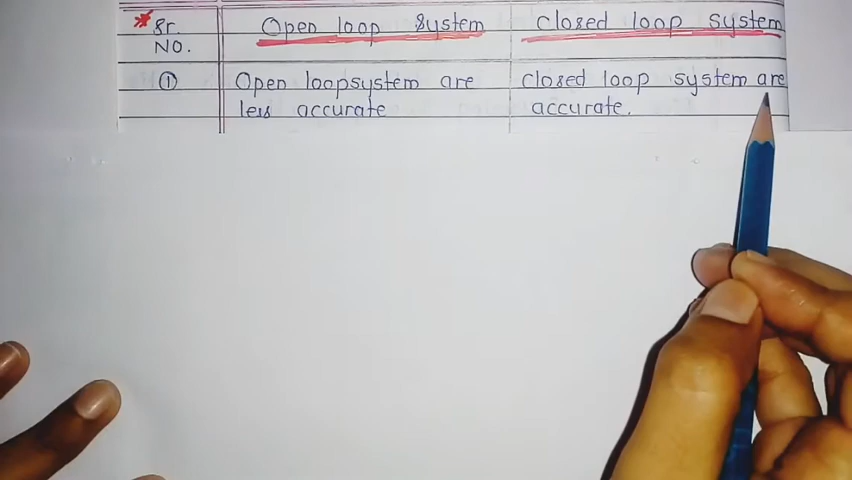 * Sr. NO.
Open loop System
Closed loop system
①
Open loopsystem are
less accurate
closed loop system are
accurate.